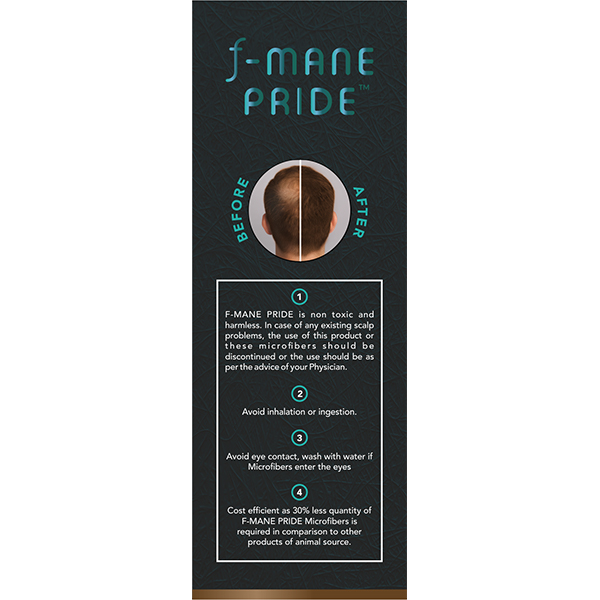 f-MANE
PRIDE™
BEFORE
AFTER
1
F-MANE PRIDE is non toxic and
harmless. In case of any existing scalp
problems, the use of this product or
these microfibers should be
discontinued or the use should be as
per the advice of your Physician.
2
Avoid inhalation or ingestion.
3
Avoid eye contact, wash with water if
Microfibers enter the eyes
4
Cost efficient as 30% less quantity of
F-MANE PRIDE Microfibers is
required in comparison to other
products of animal source.